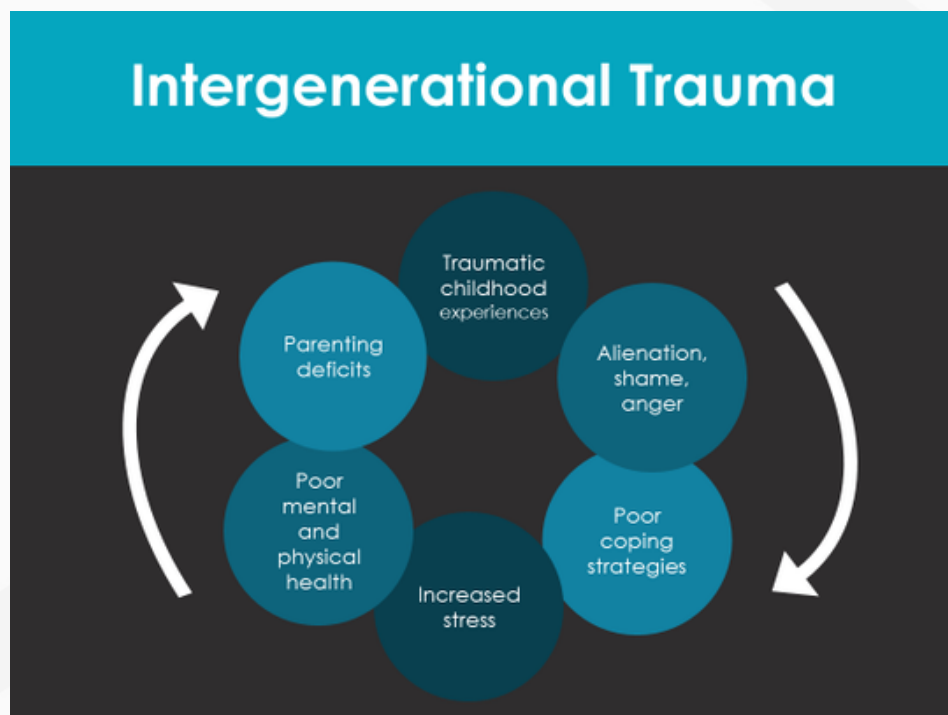 Intergenerational Trauma
Traumatic
childhood
experiences
Alienation,
shame,
anger
Poor
coping
strategies
Increased
stress
Poor
mental
and
physical
health
Parenting
deficits